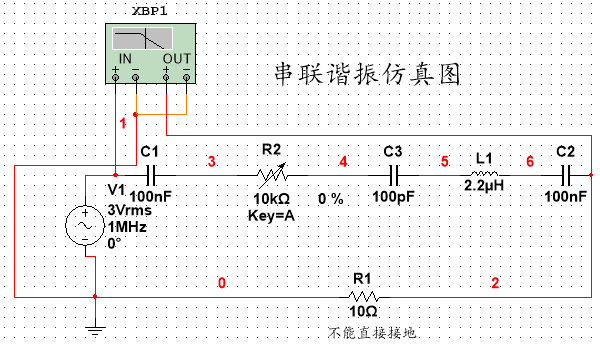 XBP1
IN OUT
串联谐振仿真图
1
C1
3
R2
4
C3
5
L1
6
C2
V1
100nF
10kΩ
0 %
100pF
2.2μH
100nF
3Vrms
Key=A
1MHz
0°
0
R1
2
10Ω
不能直接接地